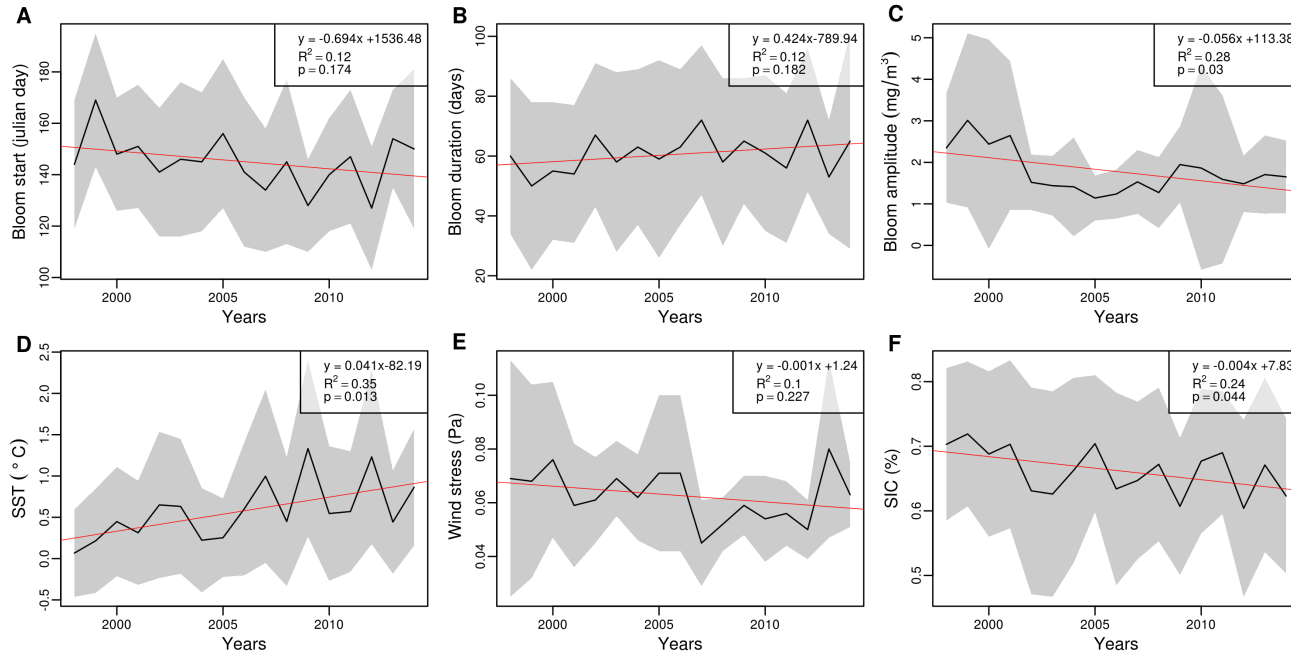 A
y = -0.694x +1536.48
R² = 0.12
p = 0.174
Bloom start (julian day)
180
160
140
120
100
2000
2005
2010
Years
B
y = 0.424x-789.94
R² = 0.12
p = 0.182
Bloom duration (days)
100
80
60
40
20
2000
2005
2010
Years
C
y = -0.056x +113.38
R² = 0.28
p = 0.03
Bloom amplitude (mg/m³)
5
4
3
2
1
0
2000
2005
2010
Years
D
y = 0.041x-82.19
R² = 0.35
p = 0.013
SST ( ° C)
2.5
2.0
1.5
1.0
0.5
0.0
-0.5
2000
2005
2010
Years
E
y = -0.001x +1.24
R² = 0.1
p = 0.227
Wind stress (Pa)
0.10
0.08
0.06
0.04
2000
2005
2010
Years
F
y = -0.004x +7.83
R² = 0.24
p = 0.044
SIC (%)
0.8
0.7
0.6
0.5
2000
2005
2010
Years